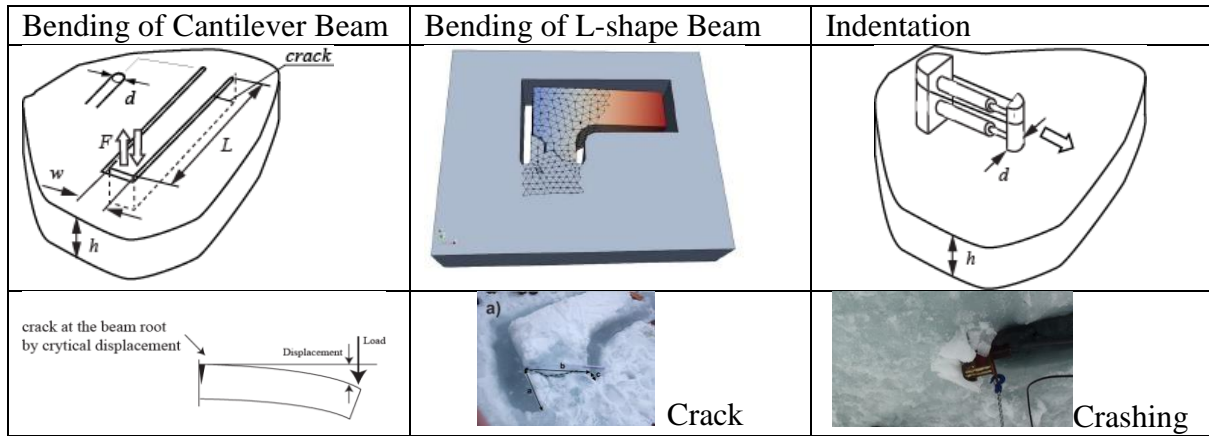 Bending of Cantilever Beam
Bending of L-shape Beam
Indentation
crack
d
F
L
w
h
d
h
crack at the beam root
by crytical displacement
Displacement
Load
a)
b
c
a
Crack
Crashing